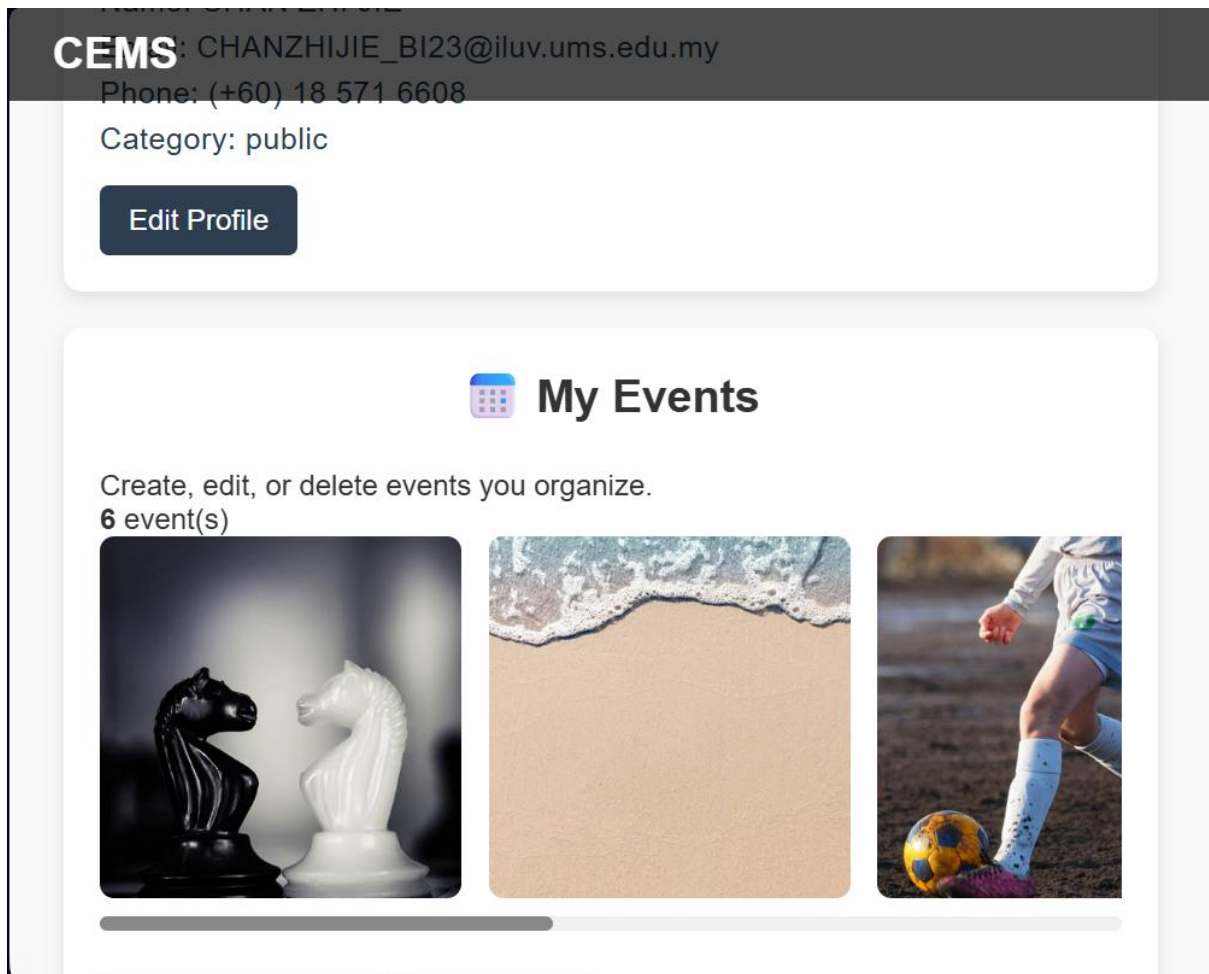 CEMS
Email: CHANZHIJIE_BI23@iluv.ums.edu.my
Phone: (+60) 18 571 6608
Category: public
Edit Profile
My Events
Create, edit, or delete events you organize.
6 event(s)